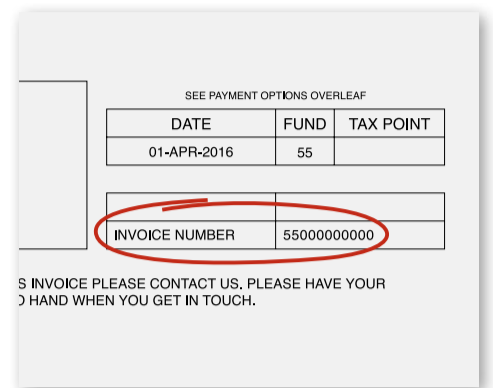 SEE PAYMENT OPTIONS OVERLEAF
DATE FUND TAX POINT
01-APR-2016 55
INVOICE NUMBER 55000000000
S INVOICE PLEASE CONTACT US. PLEASE HAVE YOUR
O HAND WHEN YOU GET IN TOUCH.